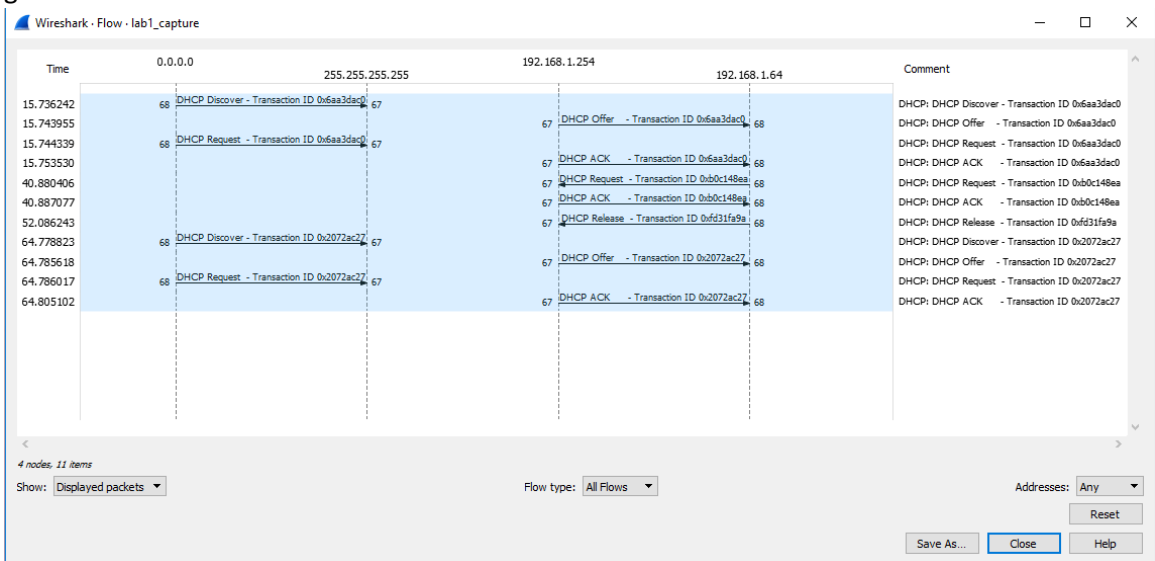 g
Wireshark · Flow · lab1_capture
Time 0.0.0.0 255.255.255.255 192.168.1.254 192.168.1.64 Comment
15.736242 68 DHCP Discover - Transaction ID 0x6aa3dac0 67 DHCP: DHCP Discover - Transaction ID 0x6aa3dac0
15.743955 67 DHCP Offer - Transaction ID 0x6aa3dac0 68 DHCP: DHCP Offer - Transaction ID 0x6aa3dac0
15.744339 68 DHCP Request - Transaction ID 0x6aa3dac0 67 DHCP: DHCP Request - Transaction ID 0x6aa3dac0
15.753530 67 DHCP ACK - Transaction ID 0x6aa3dac0 68 DHCP: DHCP ACK - Transaction ID 0x6aa3dac0
40.880406 67 DHCP Request - Transaction ID 0xb0c148ea 68 DHCP: DHCP Request - Transaction ID 0xb0c148ea
40.887077 67 DHCP ACK - Transaction ID 0xb0c148ea 68 DHCP: DHCP ACK - Transaction ID 0xb0c148ea
52.086243 67 DHCP Release - Transaction ID 0xfd31fa9a 68 DHCP: DHCP Release - Transaction ID 0xfd31fa9a
64.778823 68 DHCP Discover - Transaction ID 0x2072ac27 67 DHCP: DHCP Discover - Transaction ID 0x2072ac27
64.785618 67 DHCP Offer - Transaction ID 0x2072ac27 68 DHCP: DHCP Offer - Transaction ID 0x2072ac27
64.786017 68 DHCP Request - Transaction ID 0x2072ac27 67 DHCP: DHCP Request - Transaction ID 0x2072ac27
64.805102 67 DHCP ACK - Transaction ID 0x2072ac27 68 DHCP: DHCP ACK - Transaction ID 0x2072ac27
4 nodes, 11 items
Show: Displayed packets Flow type: All Flows Addresses: Any
Reset
Save As... Close Help